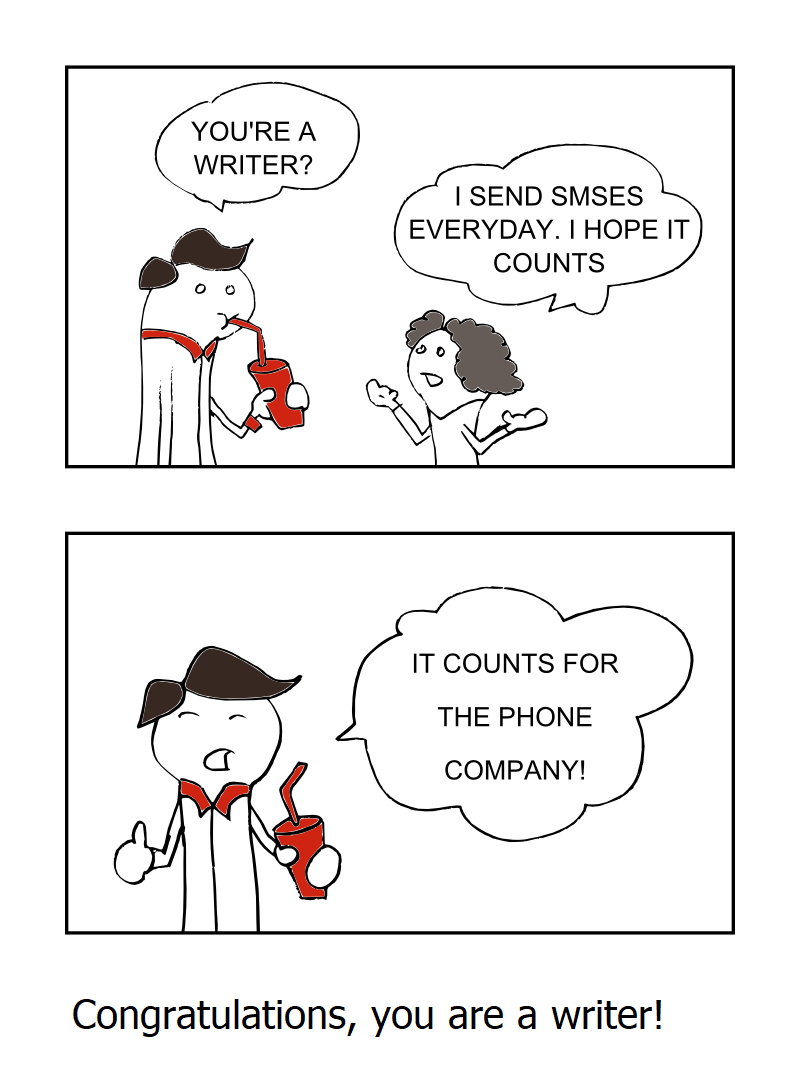 YOU'RE A
WRITER?
I SEND SMSES
EVERYDAY. I HOPE IT
COUNTS
IT COUNTS FOR
THE PHONE
COMPANY!
Congratulations, you are a writer!